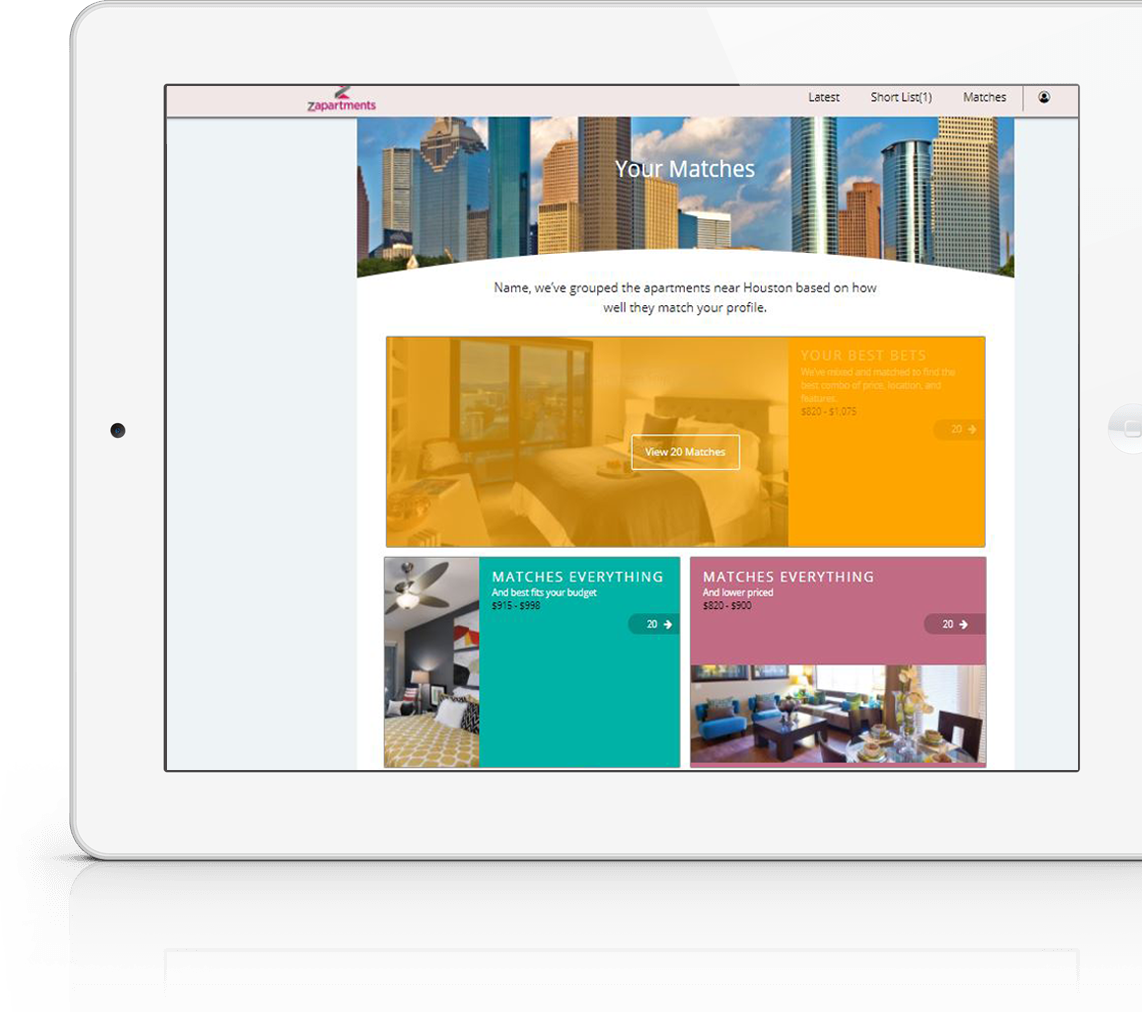 Zapartments
Latest
Short List(1)
Matches
Your Matches
Name, we've grouped the apartments near Houston based on how
well they match your profile.
YOUR BEST BETS
We've mixed and matched to find the
best combo of price, location, and
features.
$820 - $1,075
20
View 20 Matches
MATCHES EVERYTHING
And best fits your budget
$915 - $998
20
MATCHES EVERYTHING
And lower priced
$820 - $900
20